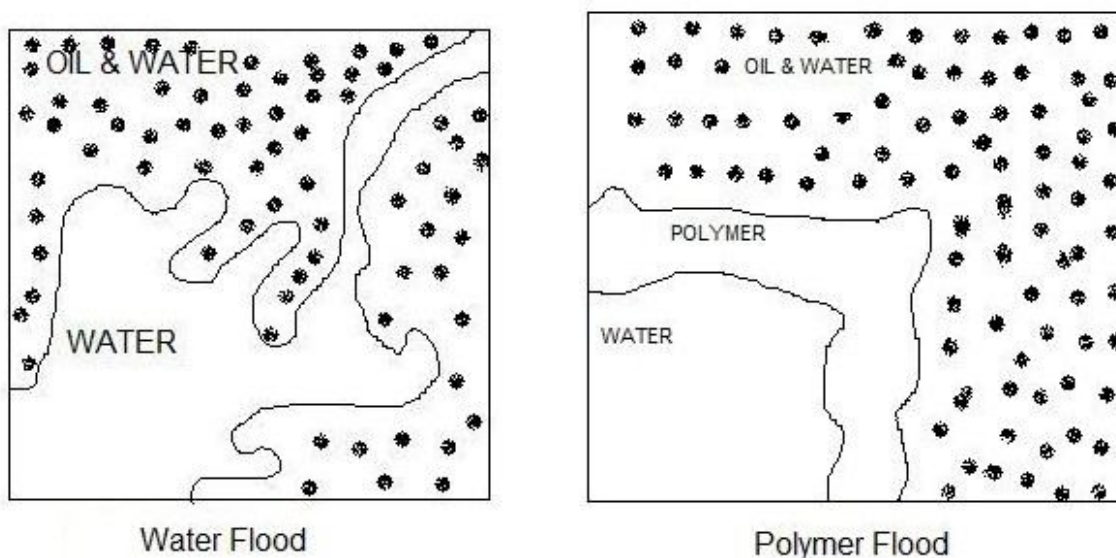 OIL & WATER
WATER
Water Flood
OIL & WATER
POLYMER
WATER
Polymer Flood